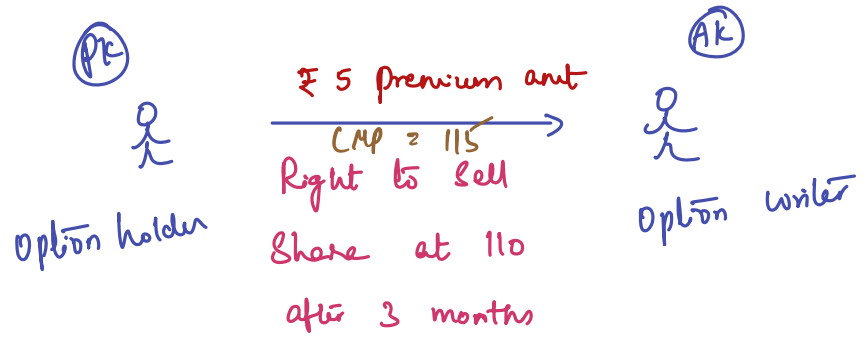 PK
AK
₹ 5 Premium amt
CMP = 115
Right to Sell
Option holder
Option writer
Share at 110
after 3 months